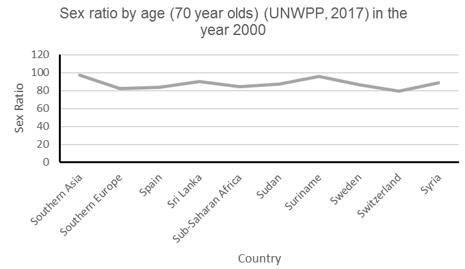 Sex ratio by age (70 year olds) (UNWPP, 2017) in the
year 2000
120
100
80
60
40
20
0
Sex Ratio
Southern Asia
Southern Europe
Spain
Sri Lanka
Sub-Saharan Africa
Sudan
Suriname
Sweden
Switzerland
Syria
Country